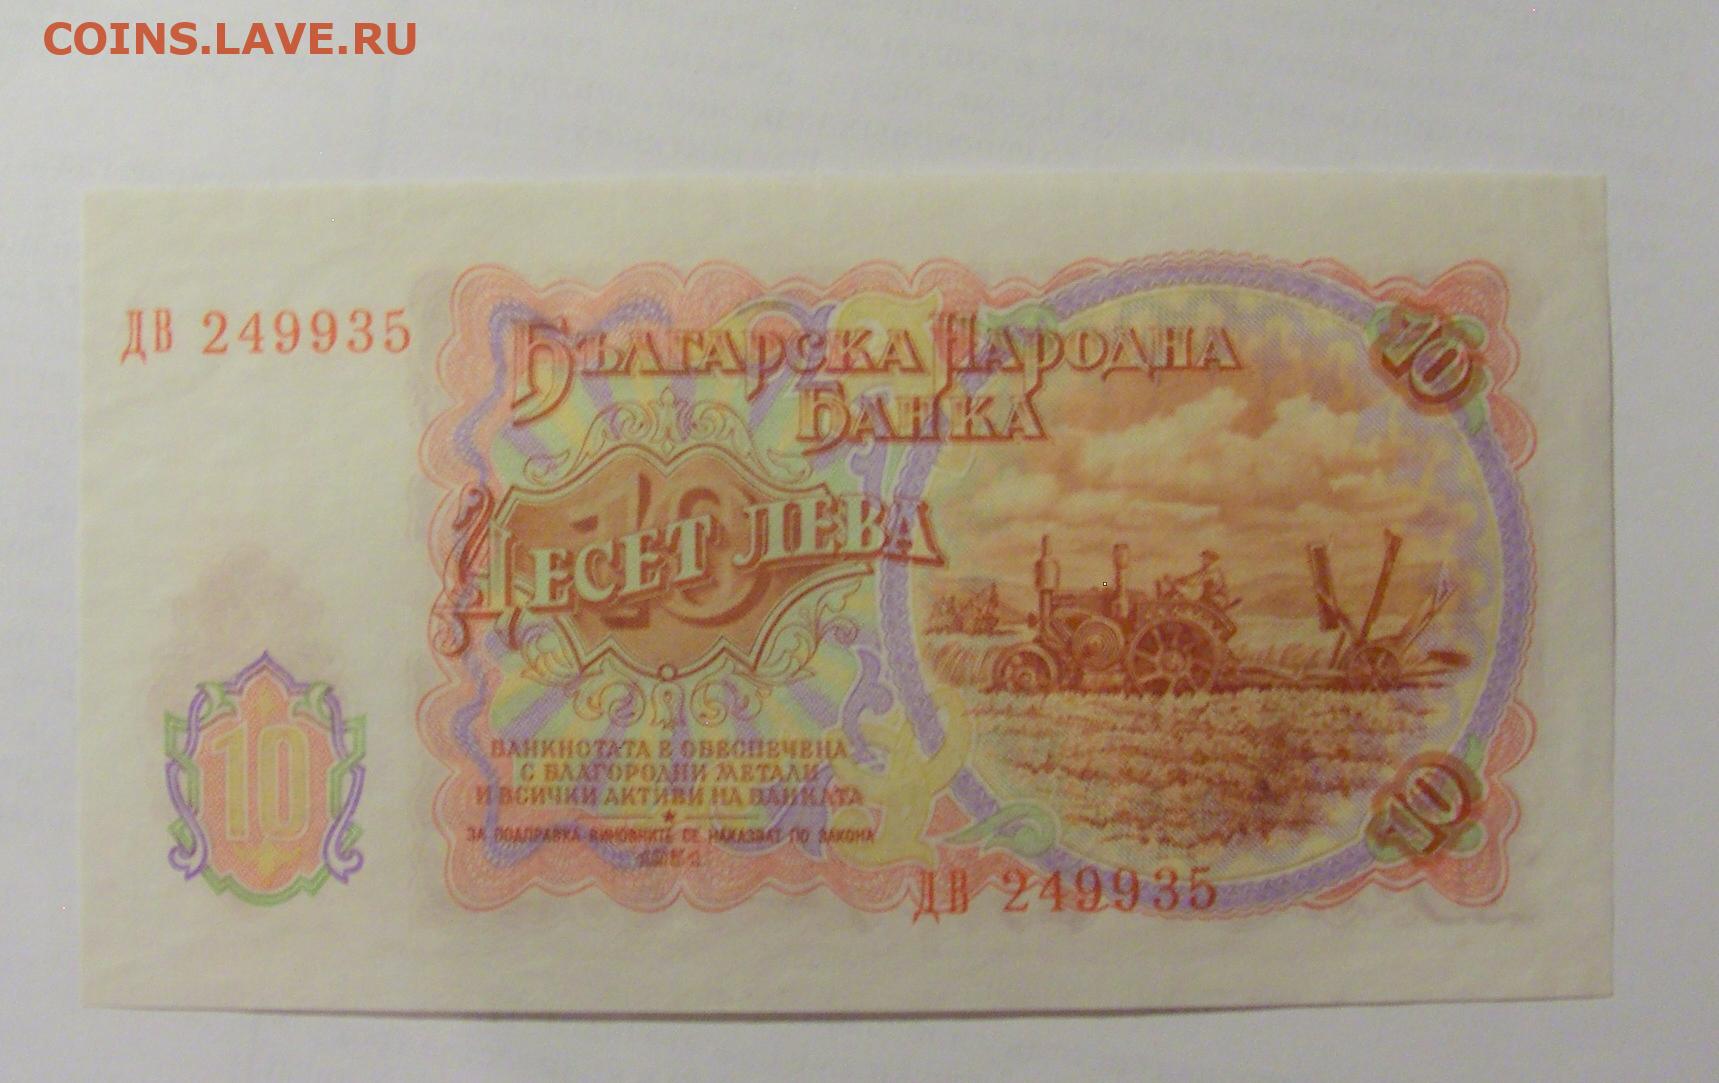 COINS.LAVE.RU
ДВ 249935
БЪЛГАРСКА НАРОДНА
БАНКА
10
10
ДЕСЕТ ЛЕВА
10
БАНКНОТАТА Е ОБЕСПЕЧЕНА
С БЛАГОРОДНИ МЕТАЛИ
И ВСИЧКИ АКТИВИ НА БАНКАТА
ЗА ПОДПРАВКА ВИНОВНИТЕ СЕ НАКАЗВАТ ПО ЗАКОНА
10
ДВ 249935